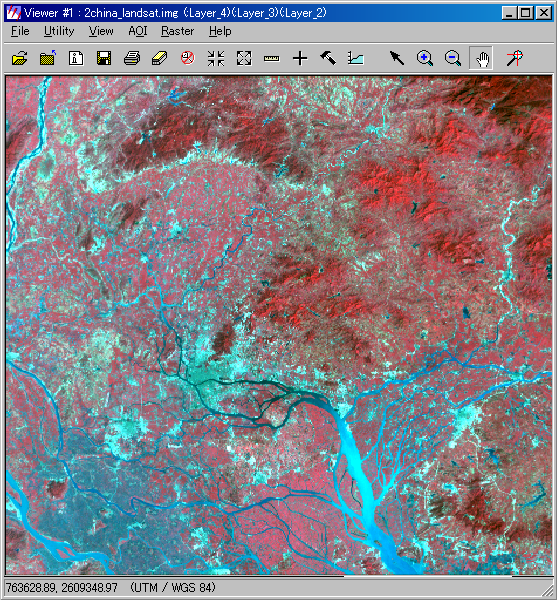 Viewer #1 : 2china_landsat.img (Layer_4)(Layer_3)(Layer_2)
File Utility View AOI Raster Help
763628.89, 2609348.97 (UTM / WGS 84)